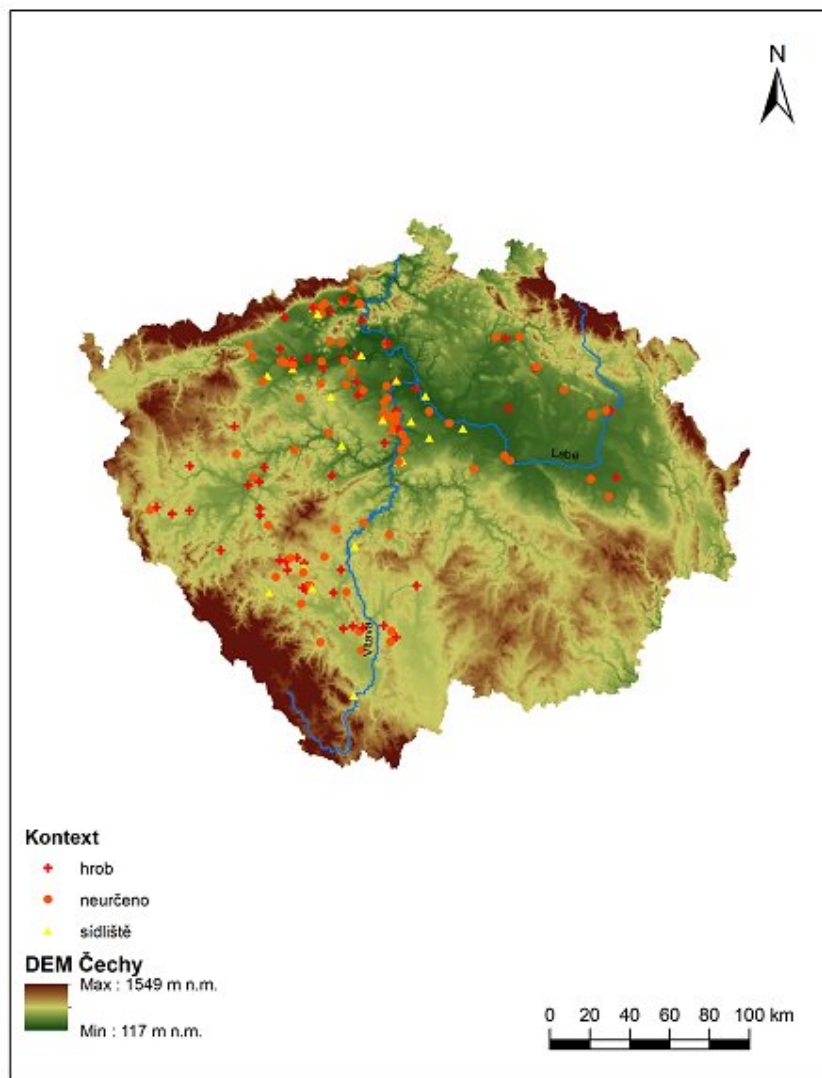 N
Labe
Vltava
Kontext
hrob
neurčeno
sídliště
DEM Čechy
Max : 1549 m n.m.
Min : 117 m n.m.
0 20 40 60 80 100 km